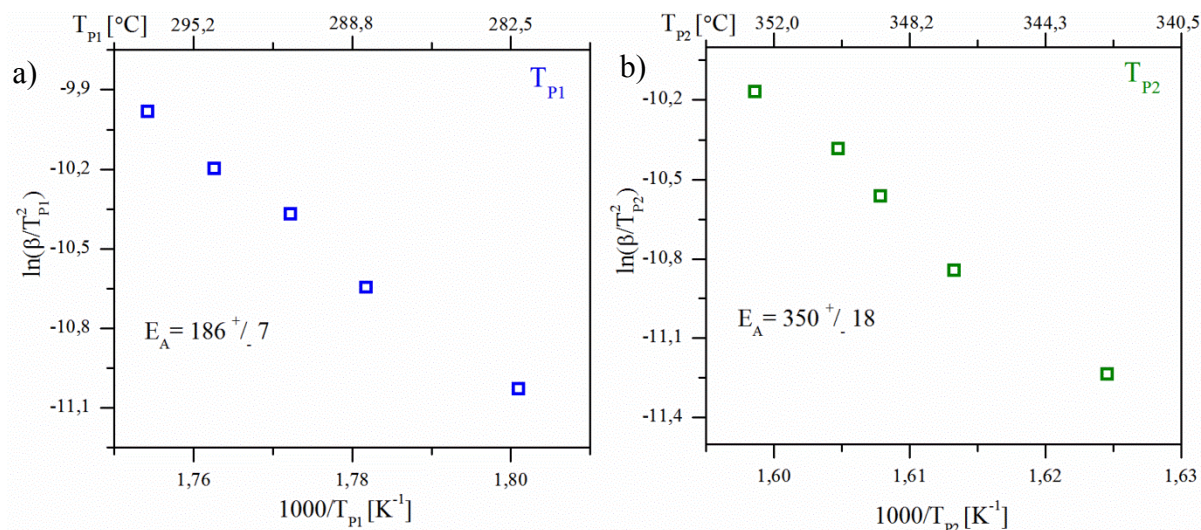 a)
T_P1 [°C]
295,2
288,8
282,5
T_P1
-9,9
-10,2
-10,5
-10,8
-11,1
ln(β/T²_P1)
E_A= 186 +/- 7
1,76
1,78
1,80
1000/T_P1 [K⁻¹]
b)
T_P2 [°C]
352,0
348,2
344,3
340,5
T_P2
-10,2
-10,5
-10,8
-11,1
-11,4
ln(β/T²_P2)
E_A= 350 +/- 18
1,60
1,61
1,62
1,63
1000/T_P2 [K⁻¹]